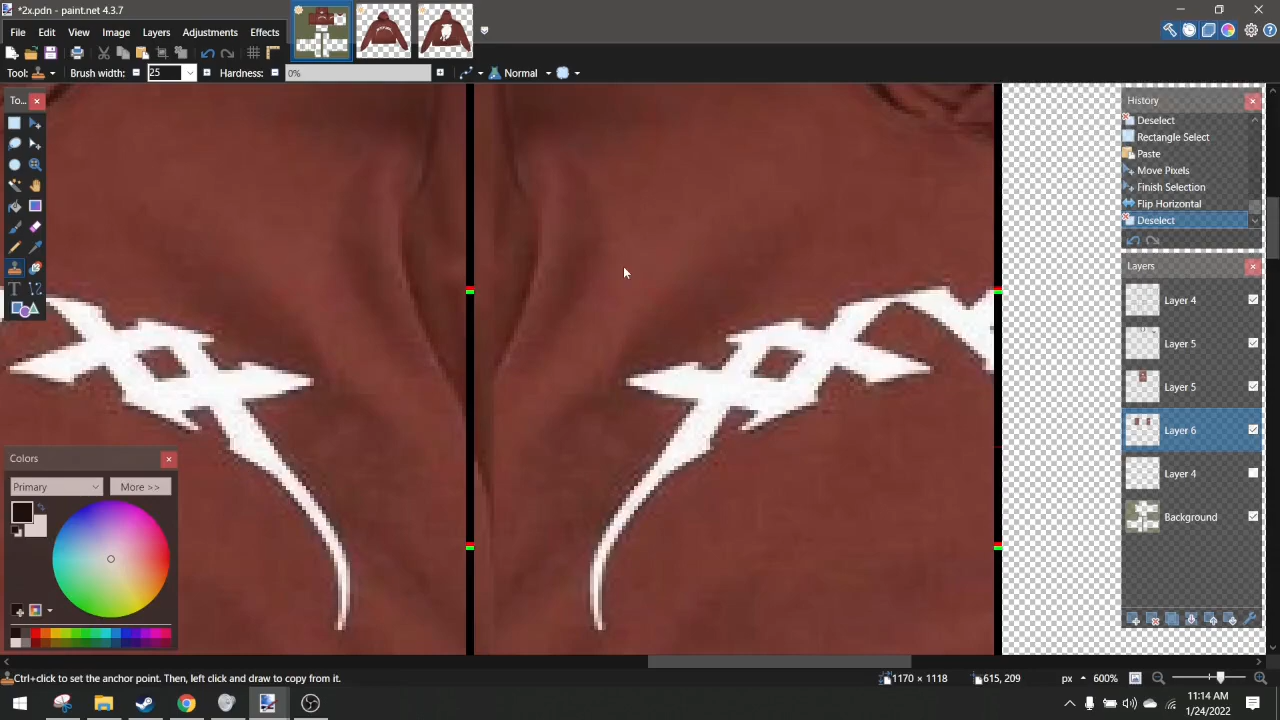 *2x.pdn - paint.net 4.3.7
File Edit View Image Layers Adjustments Effects
Tool: Brush width: 25 Hardness: 0% Normal
To...
History
Deselect
Rectangle Select
Paste
Move Pixels
Finish Selection
Flip Horizontal
Deselect
Layers
Layer 4
Layer 5
Layer 5
Layer 6
Layer 4
Background
Colors
Primary More >>
Ctrl+click to set the anchor point. Then, left click and draw to copy from it. 1170 × 1118 615, 209 px 600%
11:14 AM
1/24/2022